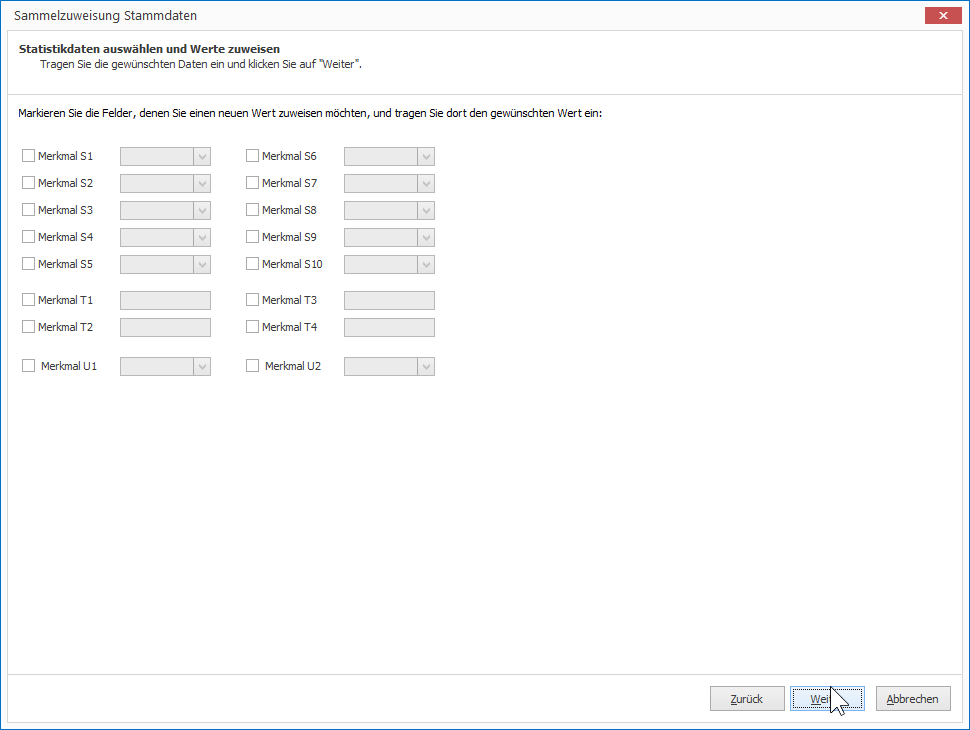 Sammelzuweisung Stammdaten
Statistikdaten auswählen und Werte zuweisen
Tragen Sie die gewünschten Daten ein und klicken Sie auf "Weiter".
Markieren Sie die Felder, denen Sie einen neuen Wert zuweisen möchten, und tragen Sie dort den gewünschten Wert ein:
Merkmal S1 Merkmal S6
Merkmal S2 Merkmal S7
Merkmal S3 Merkmal S8
Merkmal S4 Merkmal S9
Merkmal S5 Merkmal S10
Merkmal T1 Merkmal T3
Merkmal T2 Merkmal T4
Merkmal U1 Merkmal U2
Zurück Abbrechen